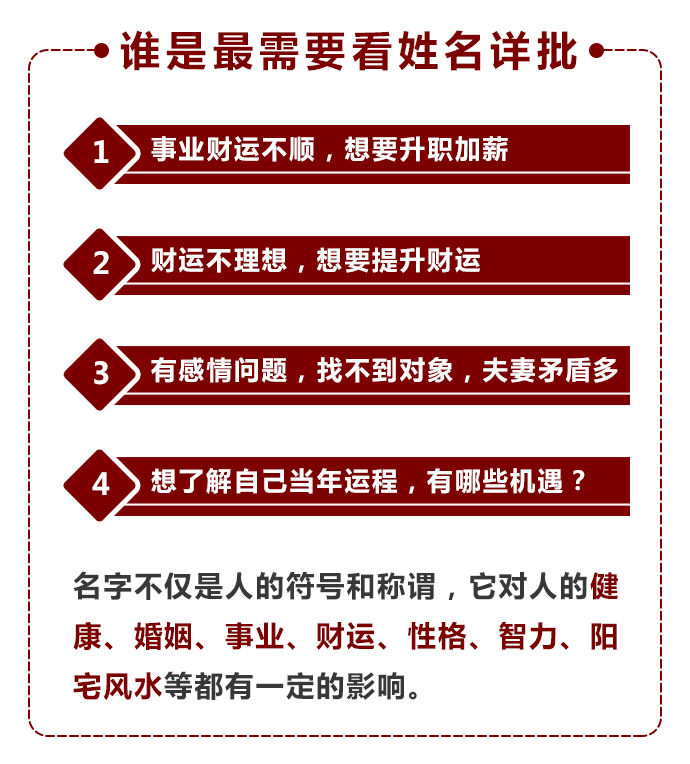 谁是最需要看姓名详批
1
事业财运不顺，想要升职加薪
2
财运不理想，想要提升财运
3
有感情问题，找不到对象，夫妻矛盾多
4
想了解自己当年运程，有哪些机遇？
名字不仅是人的符号和称谓，它对人的健
康、婚姻、事业、财运、性格、智力、阳
宅风水等都有一定的影响。